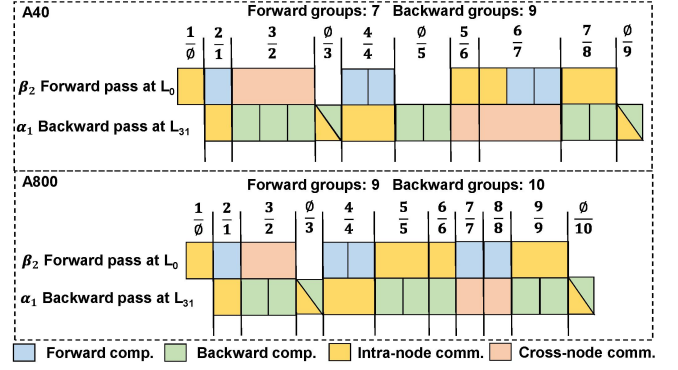 A40
Forward groups: 7 Backward groups: 9
1/∅ 2/1 3/2 ∅/3 4/4 ∅/5 5/6 6/7 7/8 ∅/9
β₂ Forward pass at L₀
α₁ Backward pass at L₃₁
A800
Forward groups: 9 Backward groups: 10
1/∅ 2/1 3/2 ∅/3 4/4 5/5 6/6 7/7 8/8 9/9 ∅/10
β₂ Forward pass at L₀
α₁ Backward pass at L₃₁
Forward comp. Backward comp. Intra-node comm. Cross-node comm.